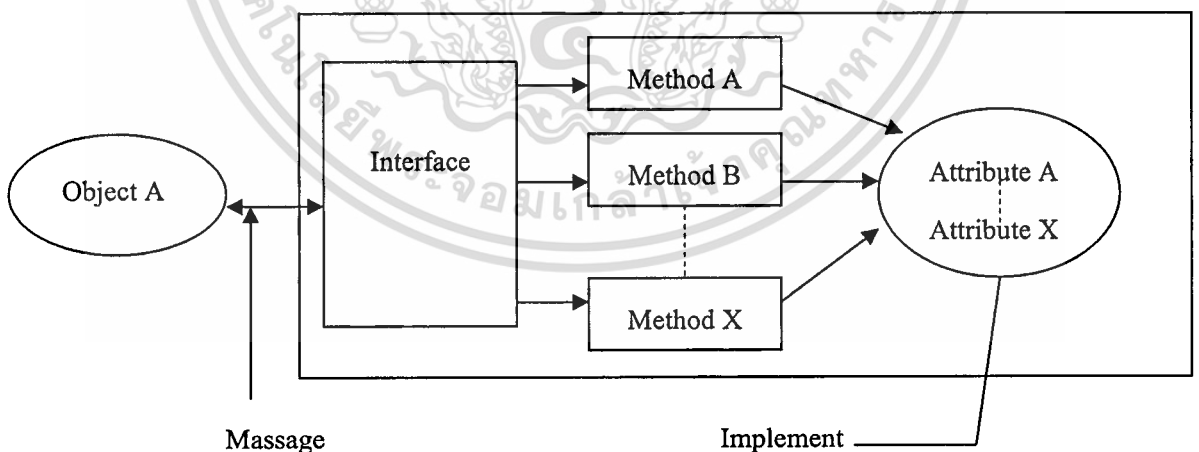 Method A
Interface
Object A
Method B
Attribute A
Attribute X
Method X
Massage
Implement